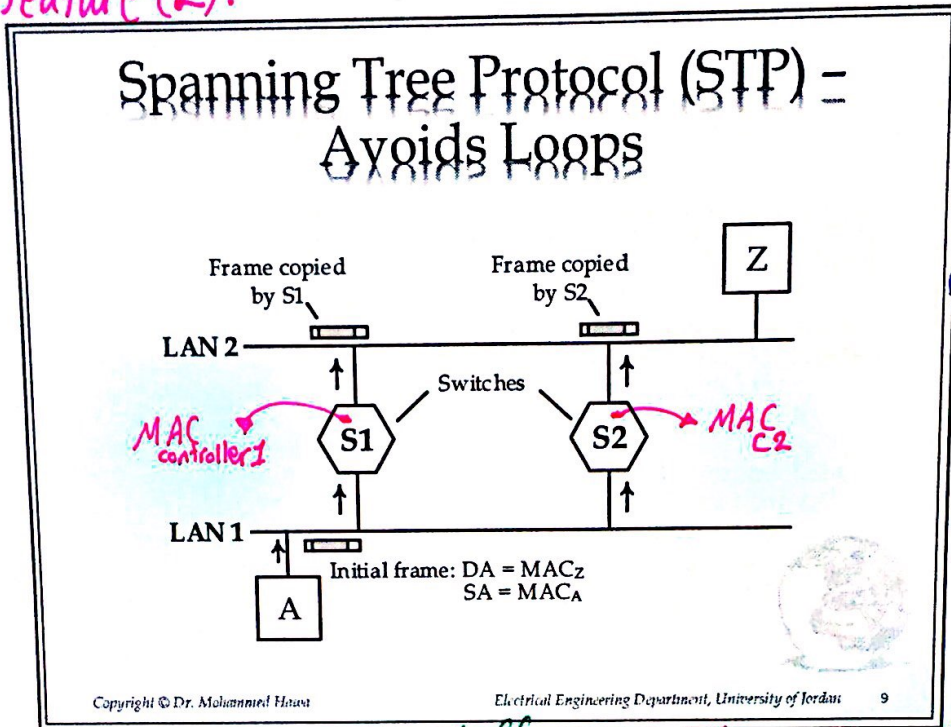 Spanning Tree Protocol (STP) =
Avoids Loops
Frame copied
by S1
Frame copied
by S2
Z
LAN 2
Switches
MAC
controller1
S1
S2
MAC
C2
LAN 1
Initial frame: DA = MACZ
SA = MACA
A
Copyright © Dr. Mohammed Hawa
Electrical Engineering Department, University of Jordan
9